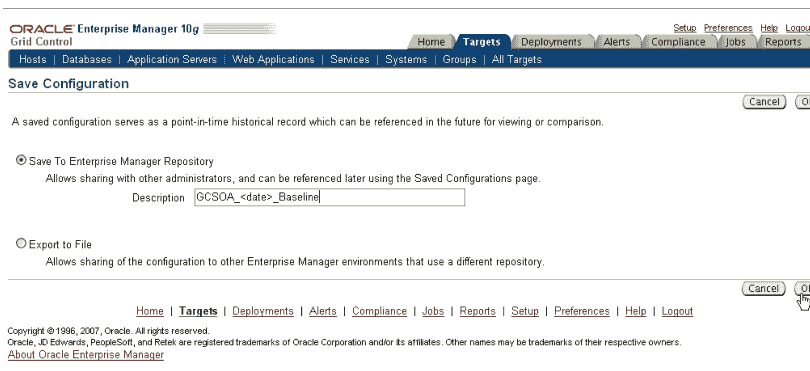 ORACLE Enterprise Manager 10g
Grid Control
Setup Preferences Help Logou
Home Targets Deployments Alerts Compliance Jobs Reports
Hosts | Databases | Application Servers | Web Applications | Services | Systems | Groups | All Targets
Save Configuration
Cancel O
A saved configuration serves as a point-in-time historical record which can be referenced in the future for viewing or comparison.
Save To Enterprise Manager Repository
Allows sharing with other administrators, and can be referenced later using the Saved Configurations page.
Description GCSOA_<date>_Baseline
Export to File
Allows sharing of the configuration to other Enterprise Manager environments that use a different repository.
Cancel O
Home | Targets | Deployments | Alerts | Compliance | Jobs | Reports | Setup | Preferences | Help | Logout
Copyright © 1996, 2007, Oracle. All rights reserved.
Oracle, JD Edwards, PeopleSoft, and Retek are registered trademarks of Oracle Corporation and/or its affiliates. Other names may be trademarks of their respective owners.
About Oracle Enterprise Manager